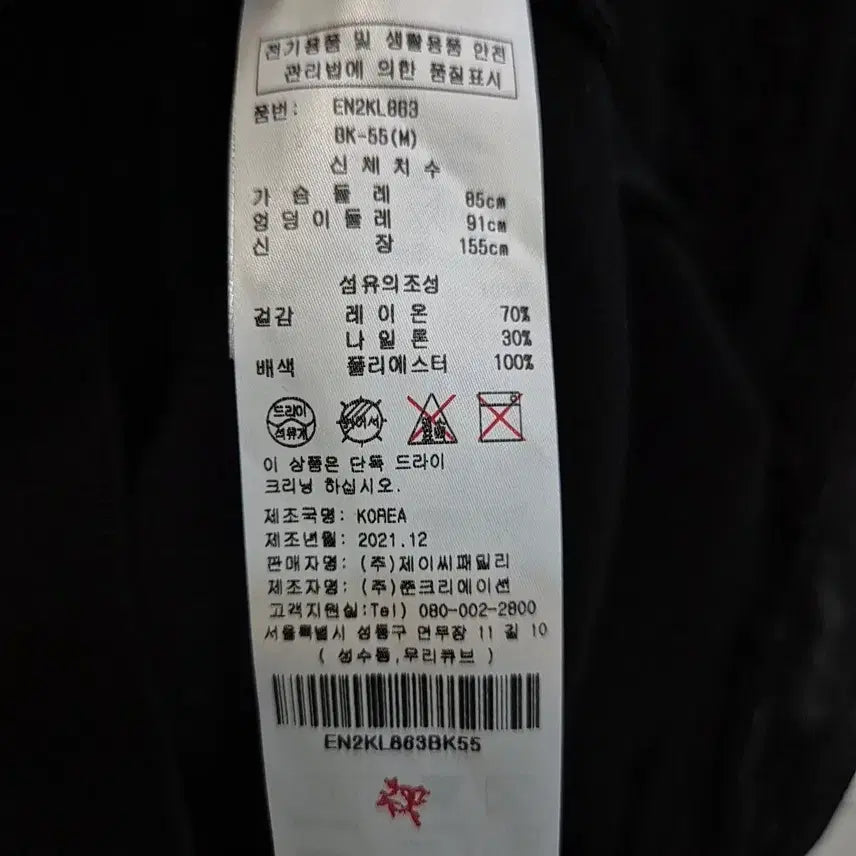 전기용품 및 생활용품 안전
관리법에 의한 품질표시
품번: EN2KL863
BK-55(M)
신체치수
가슴둘레 85cm
엉덩이둘레 91cm
신장 155cm
섬유의조성
겉감 레이온 70%
나일론 30%
배색 폴리에스터 100%
드라이
석유계
이 상품은 단독 드라이
크리닝 하십시오.
제조국명: KOREA
제조년월: 2021.12
판매자명: (주)제이씨패밀리
제조자명: (주)준크리에이션
고객지원실:Tel) 080-002-2800
서울특별시 성동구 연무장 11 길 10
( 성수동,우리큐브 )
EN2KL863BK55